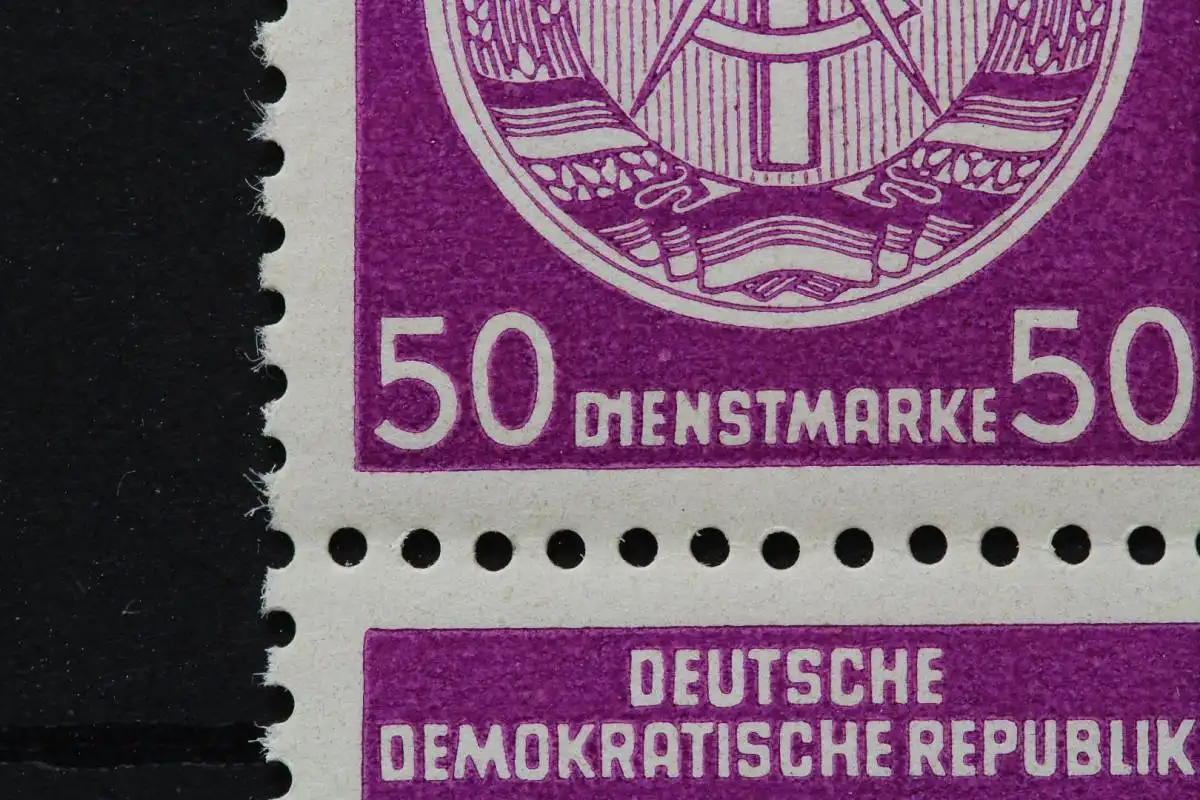 50 DIENSTMARKE 50
DEUTSCHE
DEMOKRATISCHE REPUBLIK